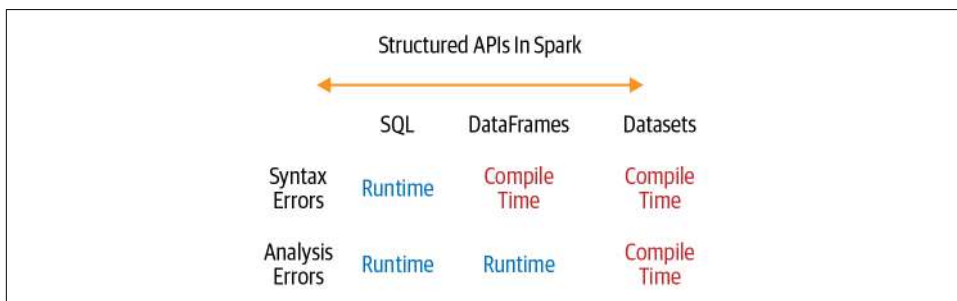 Structured APIs In Spark
SQL DataFrames Datasets
Syntax Errors Runtime Compile Time Compile Time
Analysis Errors Runtime Runtime Compile Time